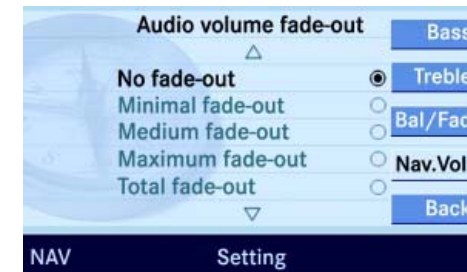 Audio volume fade-out
No fade-out
Minimal fade-out
Medium fade-out
Maximum fade-out
Total fade-out
Bass
Treble
Bal/Fad
Nav.Vol
Back
NAV Setting